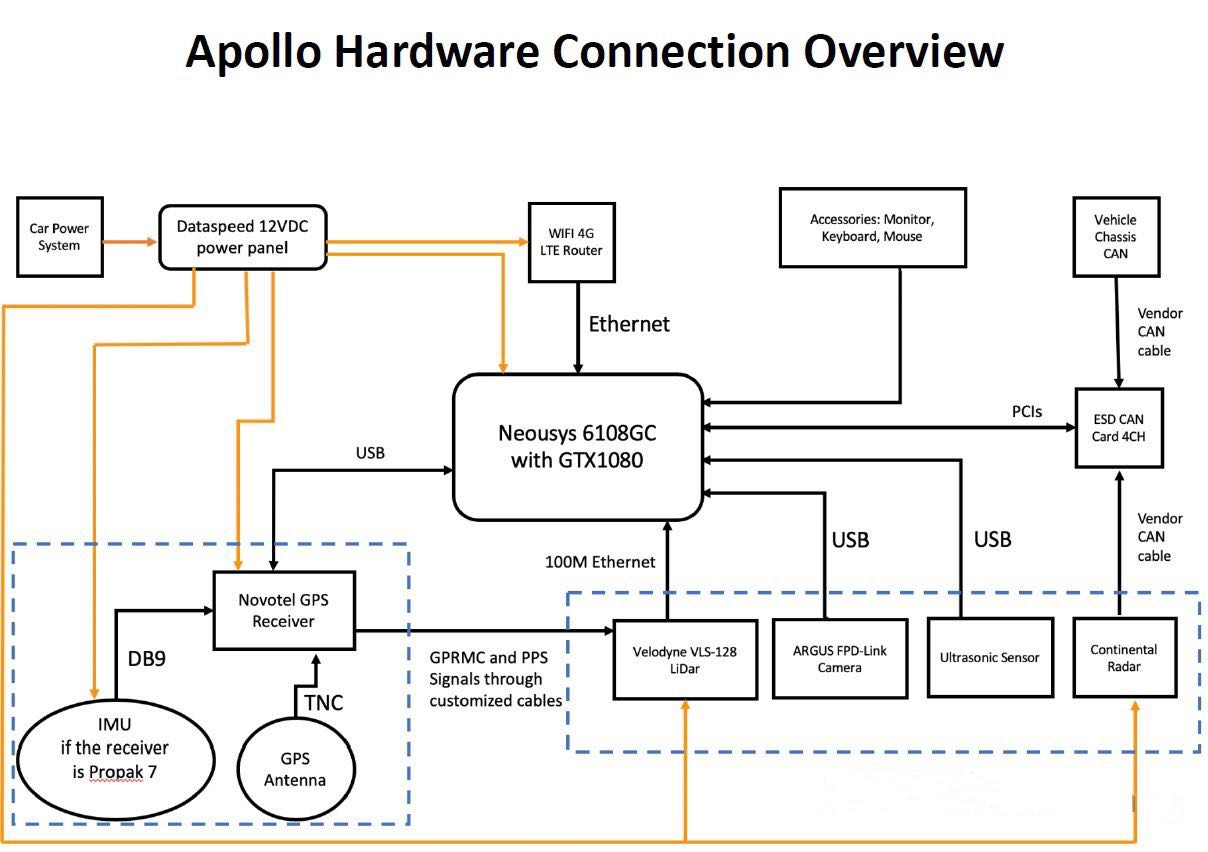 Apollo Hardware Connection Overview
Car Power
System
Dataspeed 12VDC
power panel
WIFI 4G
LTE Router
Accessories: Monitor,
Keyboard, Mouse
Vehicle
Chassis
CAN
Ethernet
Vendor
CAN
cable
Neousys 6108GC
with GTX1080
PCIs
ESD CAN
Card 4CH
USB
100M Ethernet
USB
USB
Vendor
CAN
cable
Novotel GPS
Receiver
DB9
TNC
GPRMC and PPS
Signals through
customized cables
Velodyne VLS-128
LiDar
ARGUS FPD-Link
Camera
Ultrasonic Sensor
Continental
Radar
IMU
if the receiver
is Propak 7
GPS
Antenna